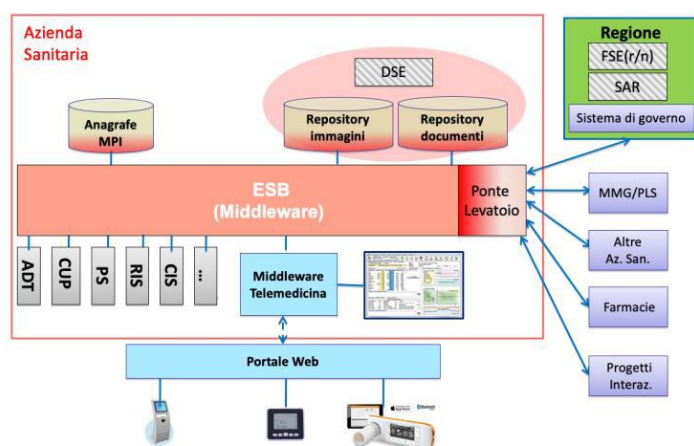 Azienda
Sanitaria
DSE
Anagrafe
MPI
Repository
immagini
Repository
documenti
ESB
(Middleware)
Ponte
Levatoio
ADT
CUP
PS
RIS
CIS
...
Middleware
Telemedicina
Portale Web
Regione
FSE(r/n)
SAR
Sistema di governo
MMG/PLS
Altre
Az. San.
Farmacie
Progetti
Interaz.